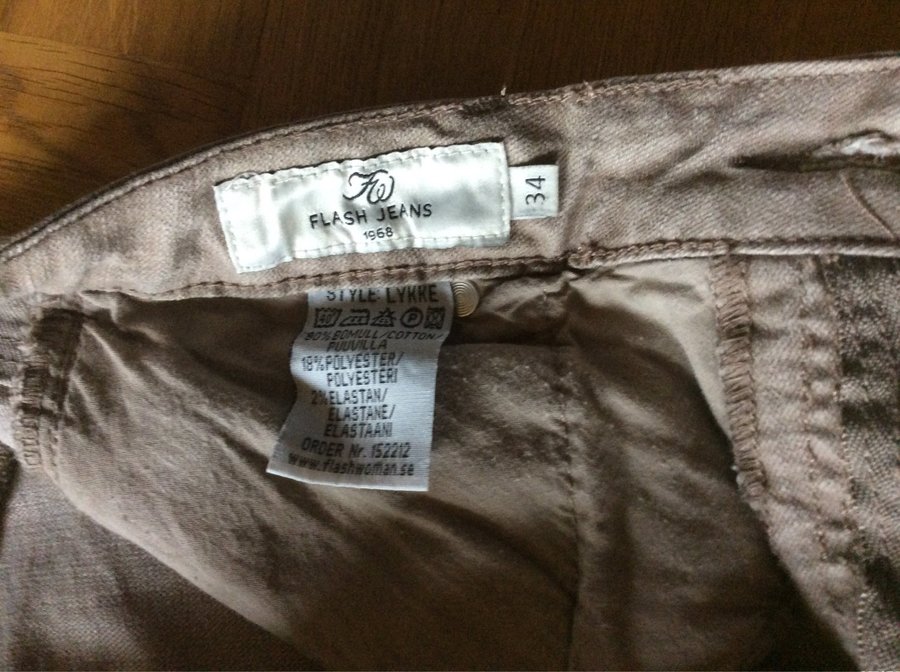 FW
FLASH JEANS
1968
34
STYLE: LYKKE
80% BOMULL/COTTON/
PUUVILLA
18% POLYESTER/
POLYESTERI
2% ELASTAN/
ELASTANE/
ELASTAANI
ORDER Nr. 152212
www.flashwoman.se